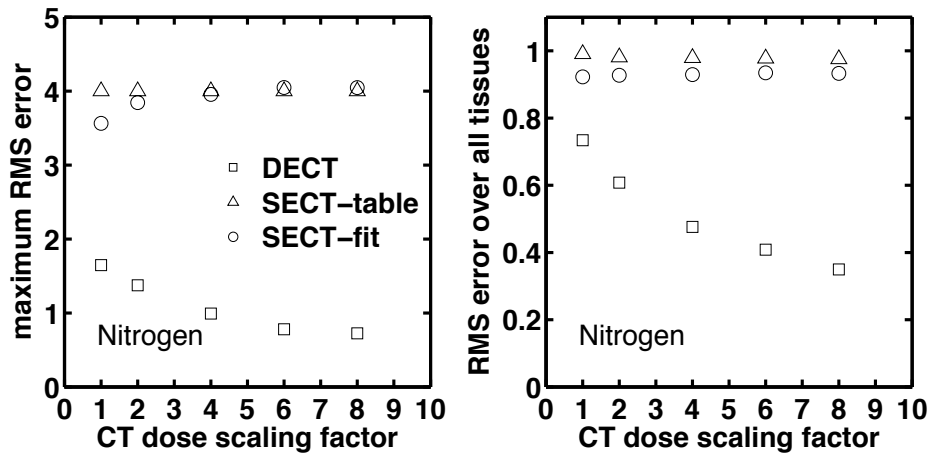 maximum RMS error
5
4
3
2
1
0
DECT
SECT-table
SECT-fit
Nitrogen
0 1 2 3 4 5 6 7 8 9 10
CT dose scaling factor
RMS error over all tissues
1
0.8
0.6
0.4
0.2
0
Nitrogen
0 1 2 3 4 5 6 7 8 9 10
CT dose scaling factor